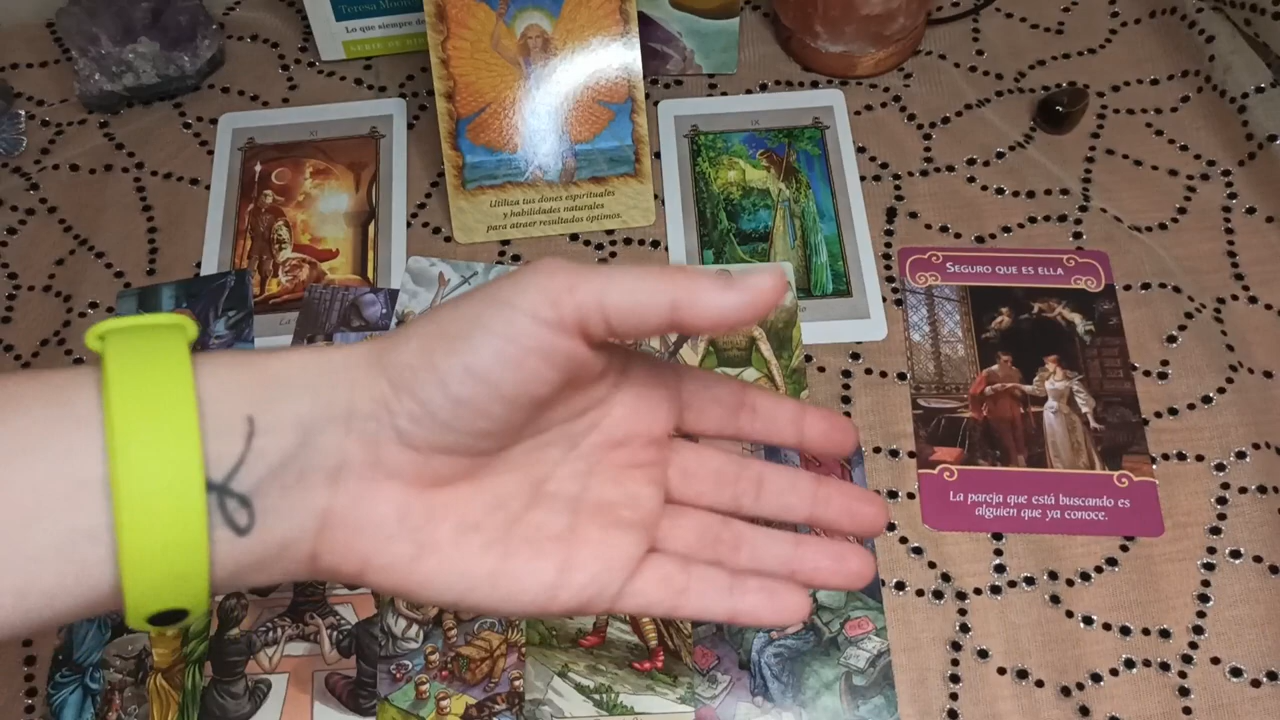 Teresa Moore
Lo que siempre de
SERIE DE
XI
IX
Utiliza tus dones espirituales
y habilidades naturales
para atraer resultados óptimos.
La
SEGURO QUE ES ELLA
La pareja que está buscando es
alguien que ya conoce.